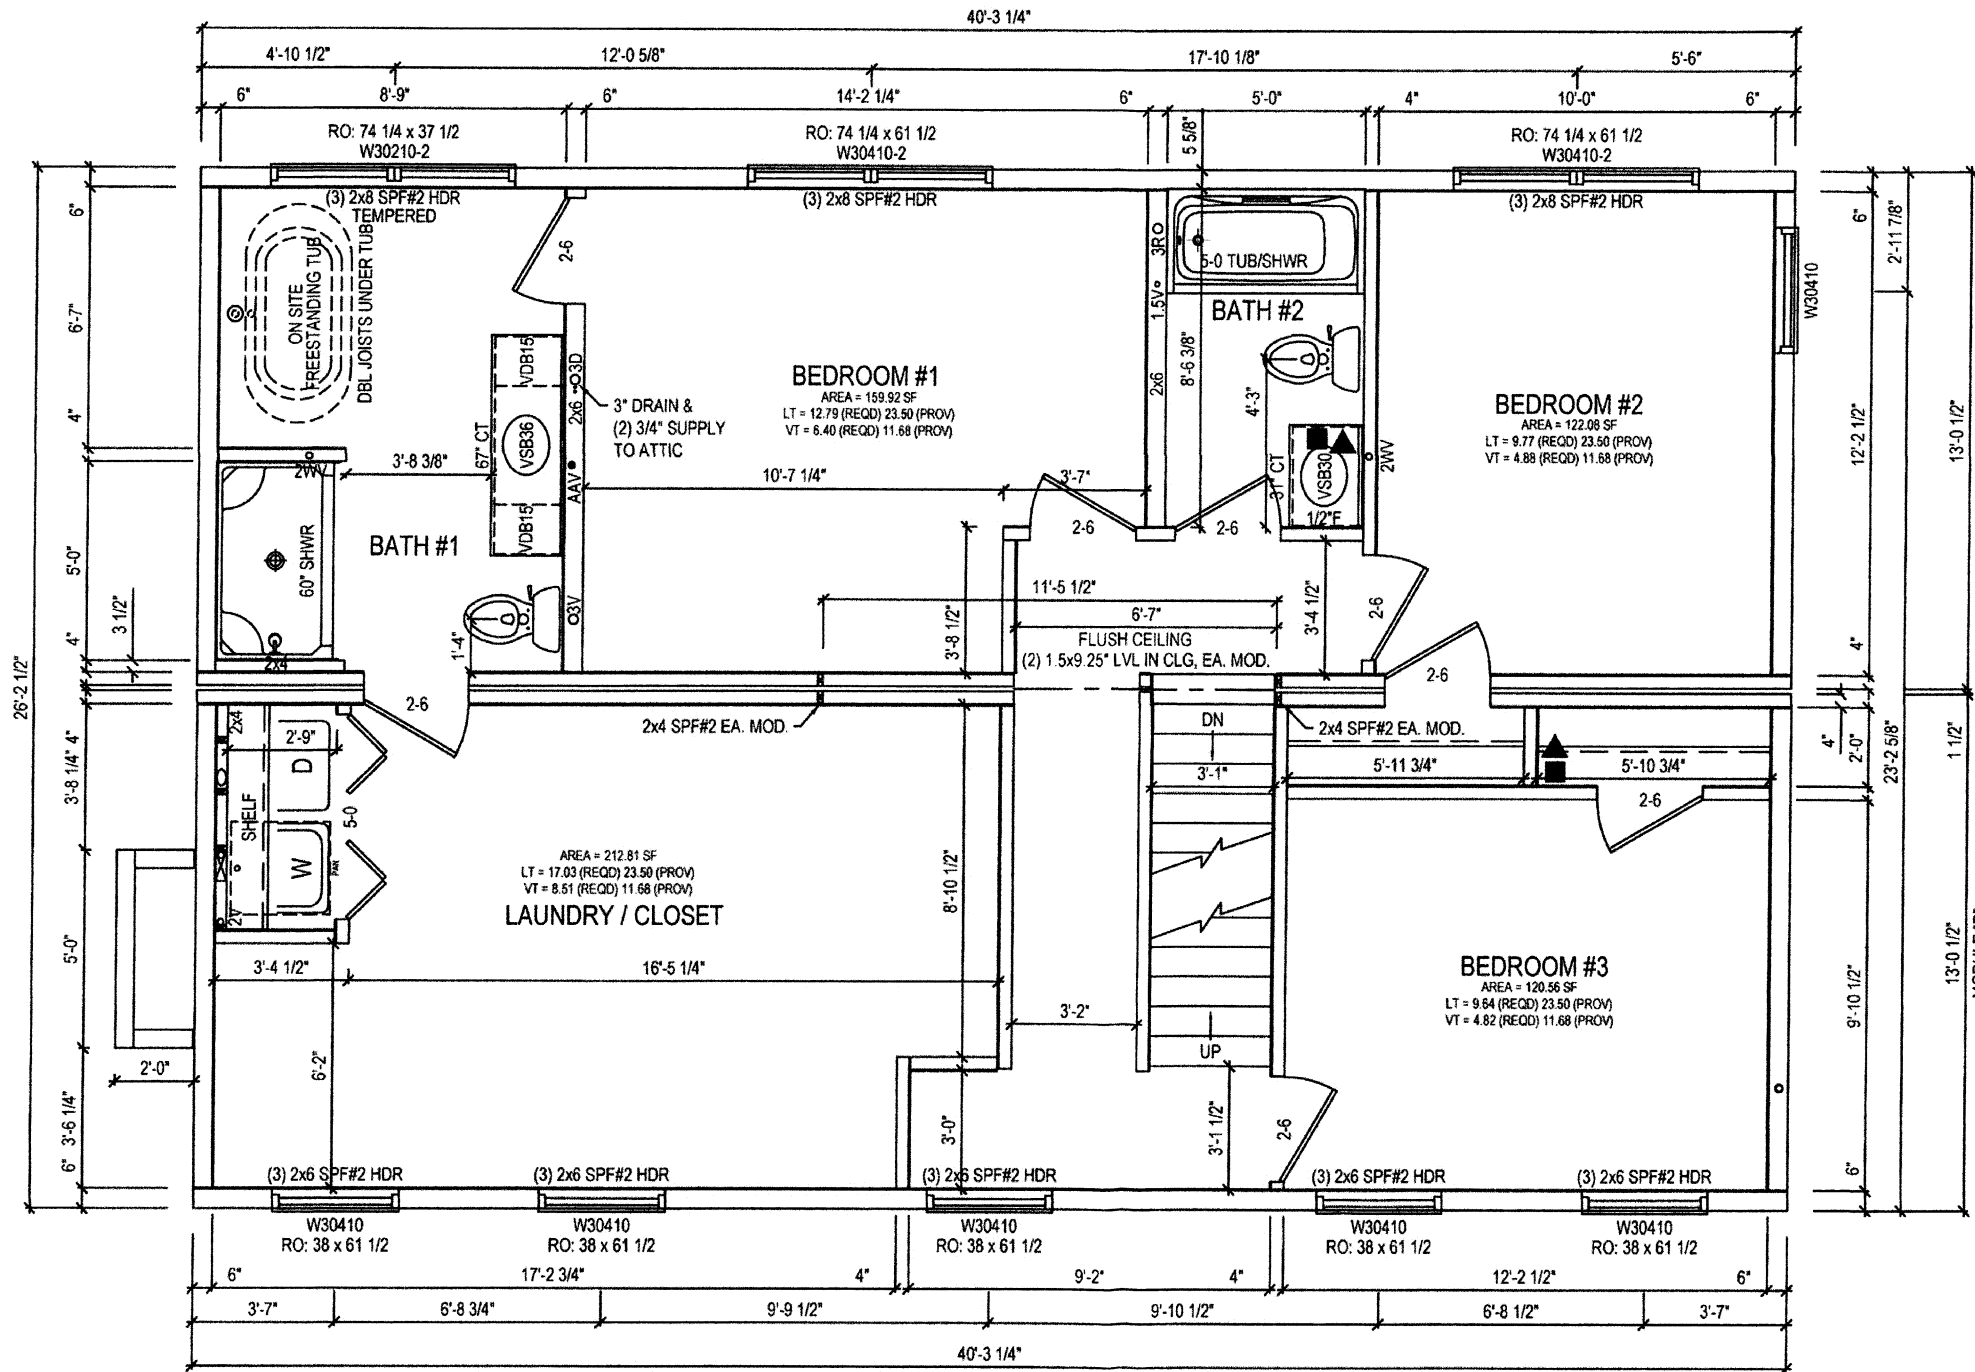 40'-3 1/4"
4'-10 1/2"
12'-0 5/8"
17'-10 1/8"
5'-6"
6"
8'-9"
6"
14'-2 1/4"
6"
5'-0"
4"
10'-0"
6"
RO: 74 1/4 x 37 1/2
W30210-2
(3) 2x8 SPF#2 HDR
TEMPERED
RO: 74 1/4 x 61 1/2
W30410-2
(3) 2x8 SPF#2 HDR
5 5/8"
RO: 74 1/4 x 61 1/2
W30410-2
(3) 2x8 SPF#2 HDR
26'-2 1/2"
6"
6'-7"
4"
5'-0"
3 1/2"
4"
ON SITE
FREESTANDING TUB
DBL JOISTS UNDER TUB
2-6
VDB15
VSB36
VDB15
67" CT
2x6
3D
AAV
3V
3" DRAIN &
(2) 3/4" SUPPLY
TO ATTIC
3'-8 3/8"
2WV
60" SHWR
BATH #1
1'-4"
2x4
BEDROOM #1
AREA = 159.92 SF
LT = 12.79 (REQD) 23.50 (PROV)
VT = 6.40 (REQD) 11.68 (PROV)
10'-7 1/4"
3'-7"
3R
1.5V
2x6
8'-6 3/8"
5-0 TUB/SHWR
BATH #2
4'-3"
31" CT
VSB30
1/2"F
2WV
2-6
2-6
BEDROOM #2
AREA = 122.08 SF
LT = 9.77 (REQD) 23.50 (PROV)
VT = 4.88 (REQD) 11.68 (PROV)
W30410
6"
2'-11 7/8"
12'-2 1/2"
13'-0 1/2"
4"
11'-5 1/2"
6'-7"
3'-8 1/2"
3'-4 1/2"
FLUSH CEILING
(2) 1.5x9.25" LVL IN CLG, EA. MOD.
2-6
2-6
2-6
2x4 SPF#2 EA. MOD.
DN
2x4 SPF#2 EA. MOD.
3'-1"
5'-11 3/4"
5'-10 3/4"
4"
2'-0"
23'-2 5/8"
1 1/2"
2-6
4"
3'-8 1/4"
2x4
2'-9"
D
SHELF
5-0
W
PAN
2V
AREA = 212.81 SF
LT = 17.03 (REQD) 23.50 (PROV)
VT = 8.51 (REQD) 11.68 (PROV)
LAUNDRY / CLOSET
8'-10 1/2"
5'-0"
3'-4 1/2"
16'-5 1/4"
3'-2"
BEDROOM #3
AREA = 120.56 SF
LT = 9.64 (REQD) 23.50 (PROV)
VT = 4.82 (REQD) 11.68 (PROV)
9'-10 1/2"
13'-0 1/2"
UP
2'-0"
6'-2"
3'-6 1/4"
3'-0"
3'-1 1/2"
2-6
6"
6"
(3) 2x6 SPF#2 HDR
(3) 2x6 SPF#2 HDR
(3) 2x6 SPF#2 HDR
(3) 2x6 SPF#2 HDR
(3) 2x6 SPF#2 HDR
W30410
RO: 38 x 61 1/2
W30410
RO: 38 x 61 1/2
W30410
RO: 38 x 61 1/2
W30410
RO: 38 x 61 1/2
W30410
RO: 38 x 61 1/2
6"
17'-2 3/4"
4"
9'-2"
4"
12'-2 1/2"
6"
3'-7"
6'-8 3/4"
9'-9 1/2"
9'-10 1/2"
6'-8 1/2"
3'-7"
40'-3 1/4"